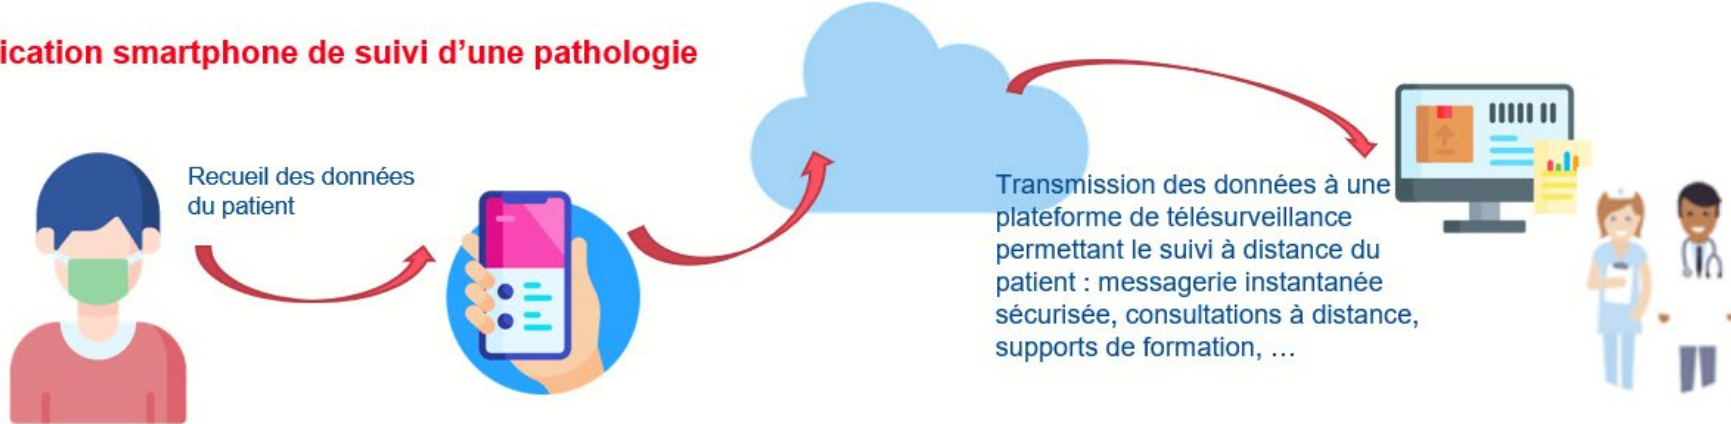 ication smartphone de suivi d’une pathologie
Recueil des données
du patient
Transmission des données à une
plateforme de télésurveillance
permettant le suivi à distance du
patient : messagerie instantanée
sécurisée, consultations à distance,
supports de formation, …